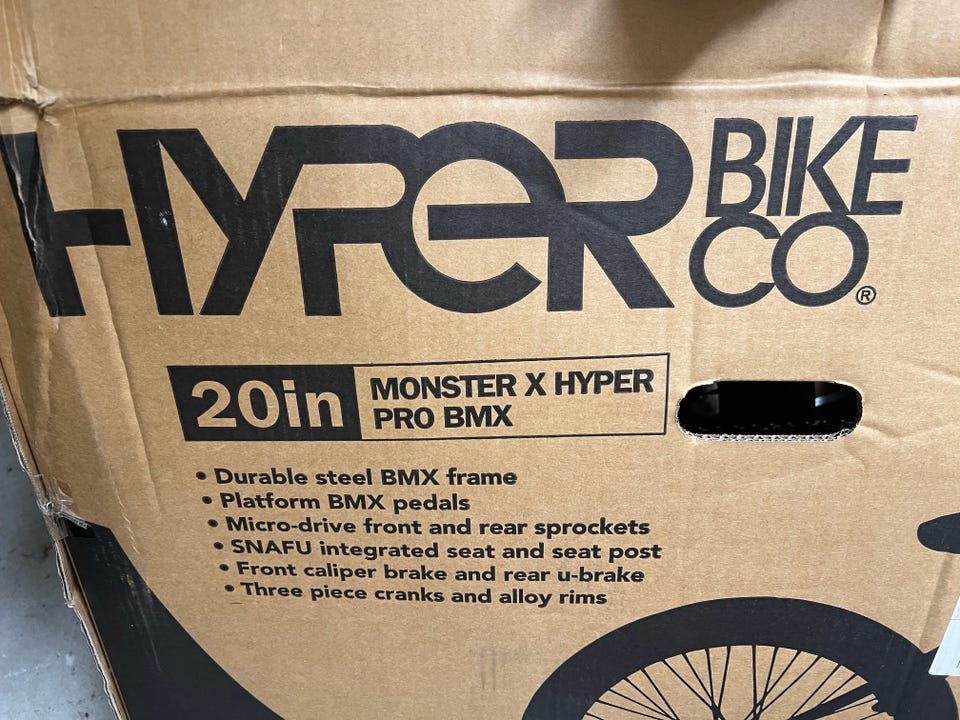 HYPeR BIKE CO.®
20in MONSTER X HYPER
PRO BMX
• Durable steel BMX frame
• Platform BMX pedals
• Micro-drive front and rear sprockets
• SNAFU integrated seat and seat post
• Front caliper brake and rear u-brake
• Three piece cranks and alloy rims